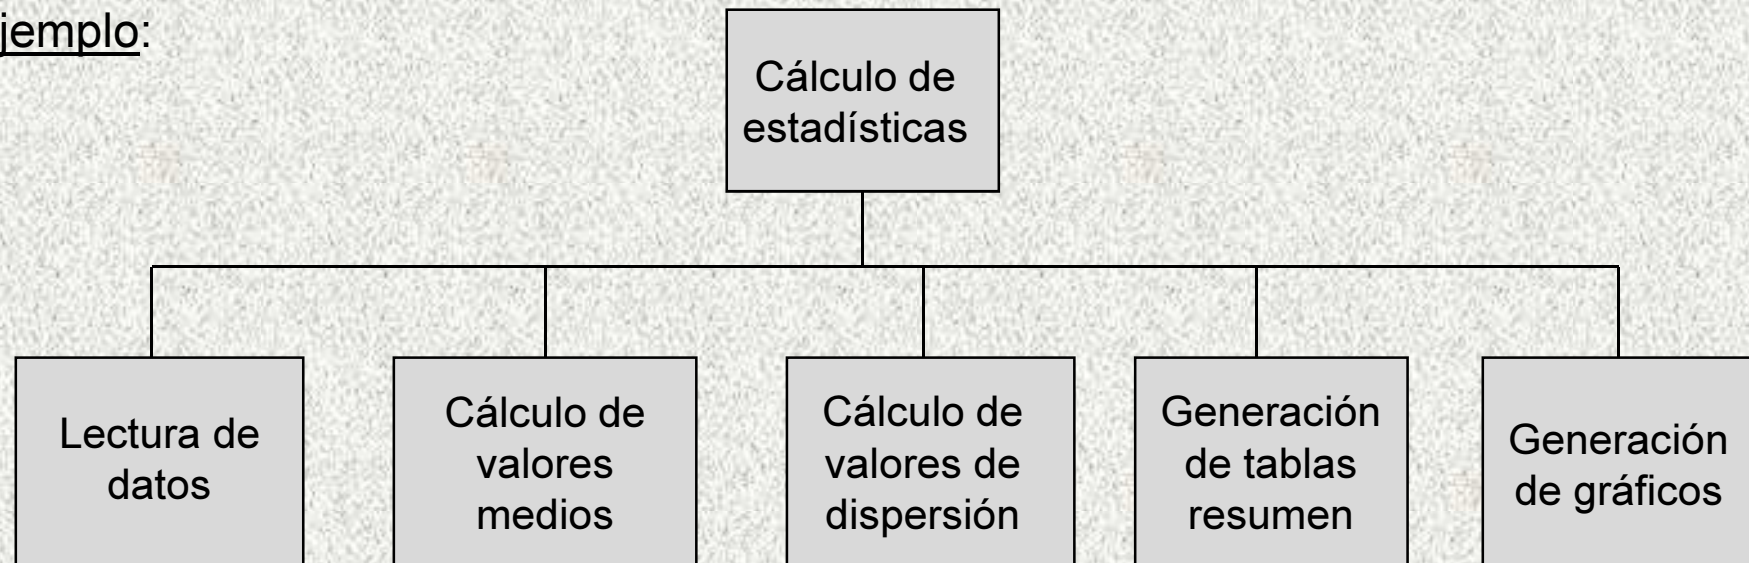 jemplo:
Cálculo de
estadísticas
Lectura de
datos
Cálculo de
valores
medios
Cálculo de
valores de
dispersión
Generación
de tablas
resumen
Generación
de gráficos